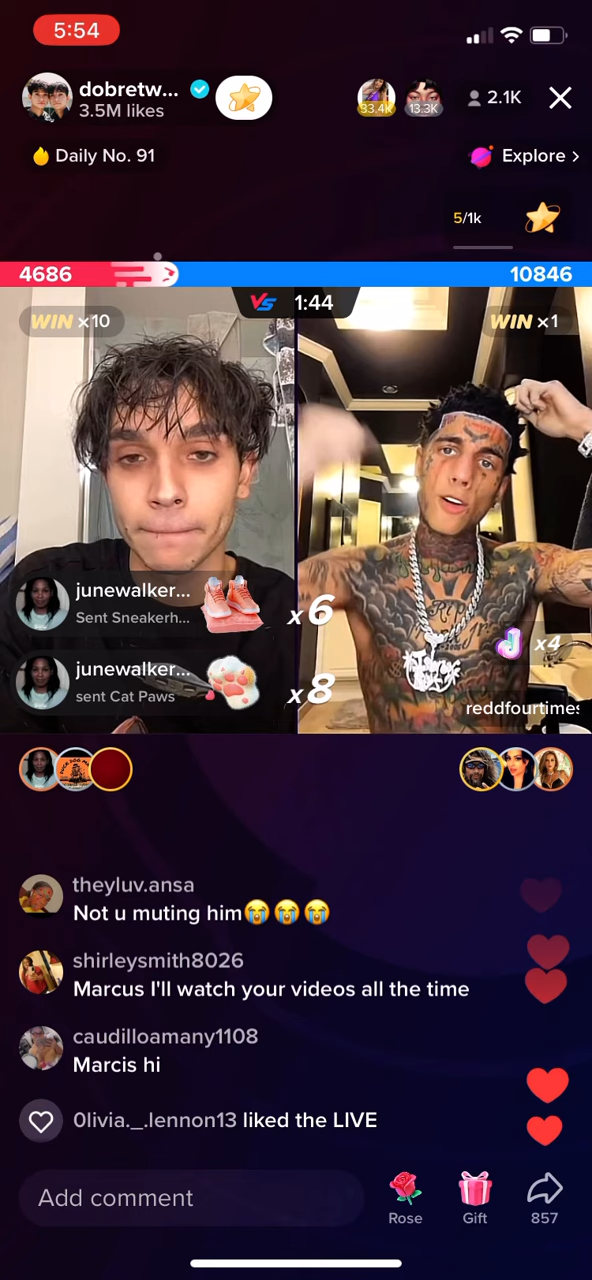 5:54
dobretw...
3.5M likes
33.4K
13.3K
2.1K
Daily No. 91
Explore >
5/1k
4686
10846
VS 1:44
WIN x10
WIN x1
junewalker...
Sent Sneakerh...
x6
junewalker...
sent Cat Paws
x8
x4
reddfourtimes
theyluv.ansa
Not u muting him😭😭😭
shirleysmith8026
Marcus I'll watch your videos all the time
caudilloamany1108
Marcis hi
0livia._.lennon13 liked the LIVE
Add comment
Rose
Gift
857